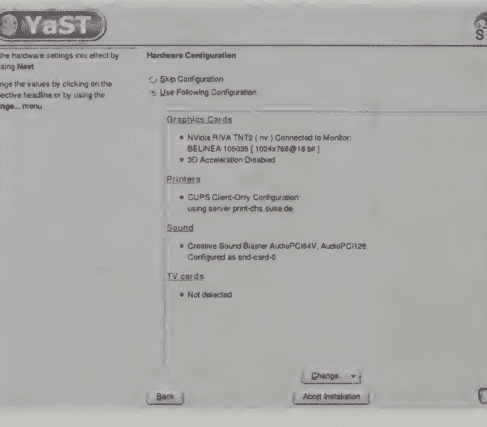 YaST
S
he hardware settings into effect by
sing Next
nge the values by clicking on the
ective headline or by using the
nge... menu
Hardware Configuration
Skip Configuration
Use Following Configuration
Graphics Cards
NVidia RIVA TNT2 ( nv ) Connected to Monitor:
BELINEA 105035 [ 1024x768@16 bit ]
3D Acceleration Disabled
Printers
CUPS Client-Only Configuration
using server print-dhs.suse.de
Sound
Creative Sound Blaster AudioPCI64V, AudioPCI128
Configured as snd-card-0
TV cards
Not detected
Change...
Back
Abort Installation